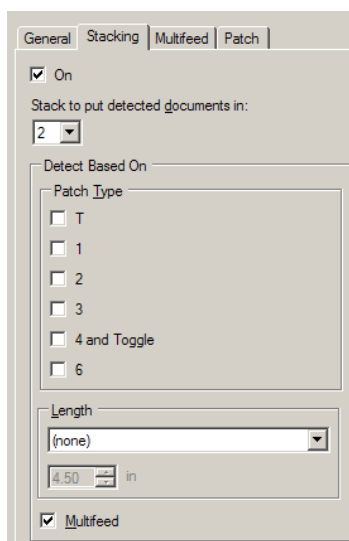 General Stacking Multifeed Patch
On
Stack to put detected documents in:
2
Detect Based On
Patch Type
T
1
2
3
4 and Toggle
6
Length
(none)
4.50 in
Multifeed